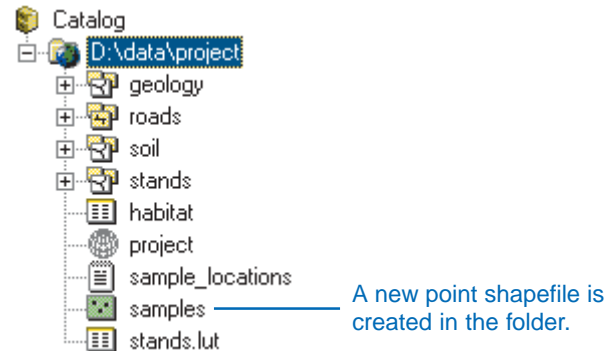 Catalog
D:\data\project
geology
roads
soil
stands
habitat
project
sample_locations
samples
A new point shapefile is
created in the folder.
stands.lut